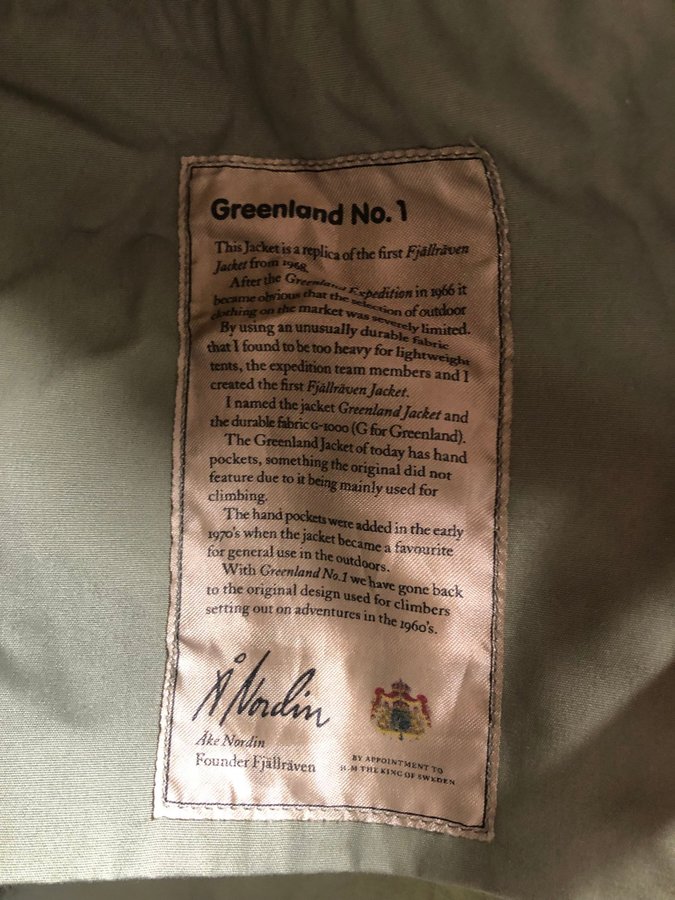 Greenland No. 1
This Jacket is a replica of the first Fjällräven
Jacket from 1968.
After the Greenland Expedition in 1966 it
became obvious that the selection of outdoor
clothing on the market was severely limited.
By using an unusually durable fabric
that I found to be too heavy for lightweight
tents, the expedition team members and I
created the first Fjällräven Jacket.
I named the jacket Greenland Jacket and
the durable fabric G-1000 (G for Greenland).
The Greenland Jacket of today has hand
pockets, something the original did not
feature due to it being mainly used for
climbing.
The hand pockets were added in the early
1970's when the jacket became a favourite
for general use in the outdoors.
With Greenland No.1 we have gone back
to the original design used for climbers
setting out on adventures in the 1960's.
Å Nordin
Åke Nordin
Founder Fjällräven
BY APPOINTMENT TO
H.M THE KING OF SWEDEN